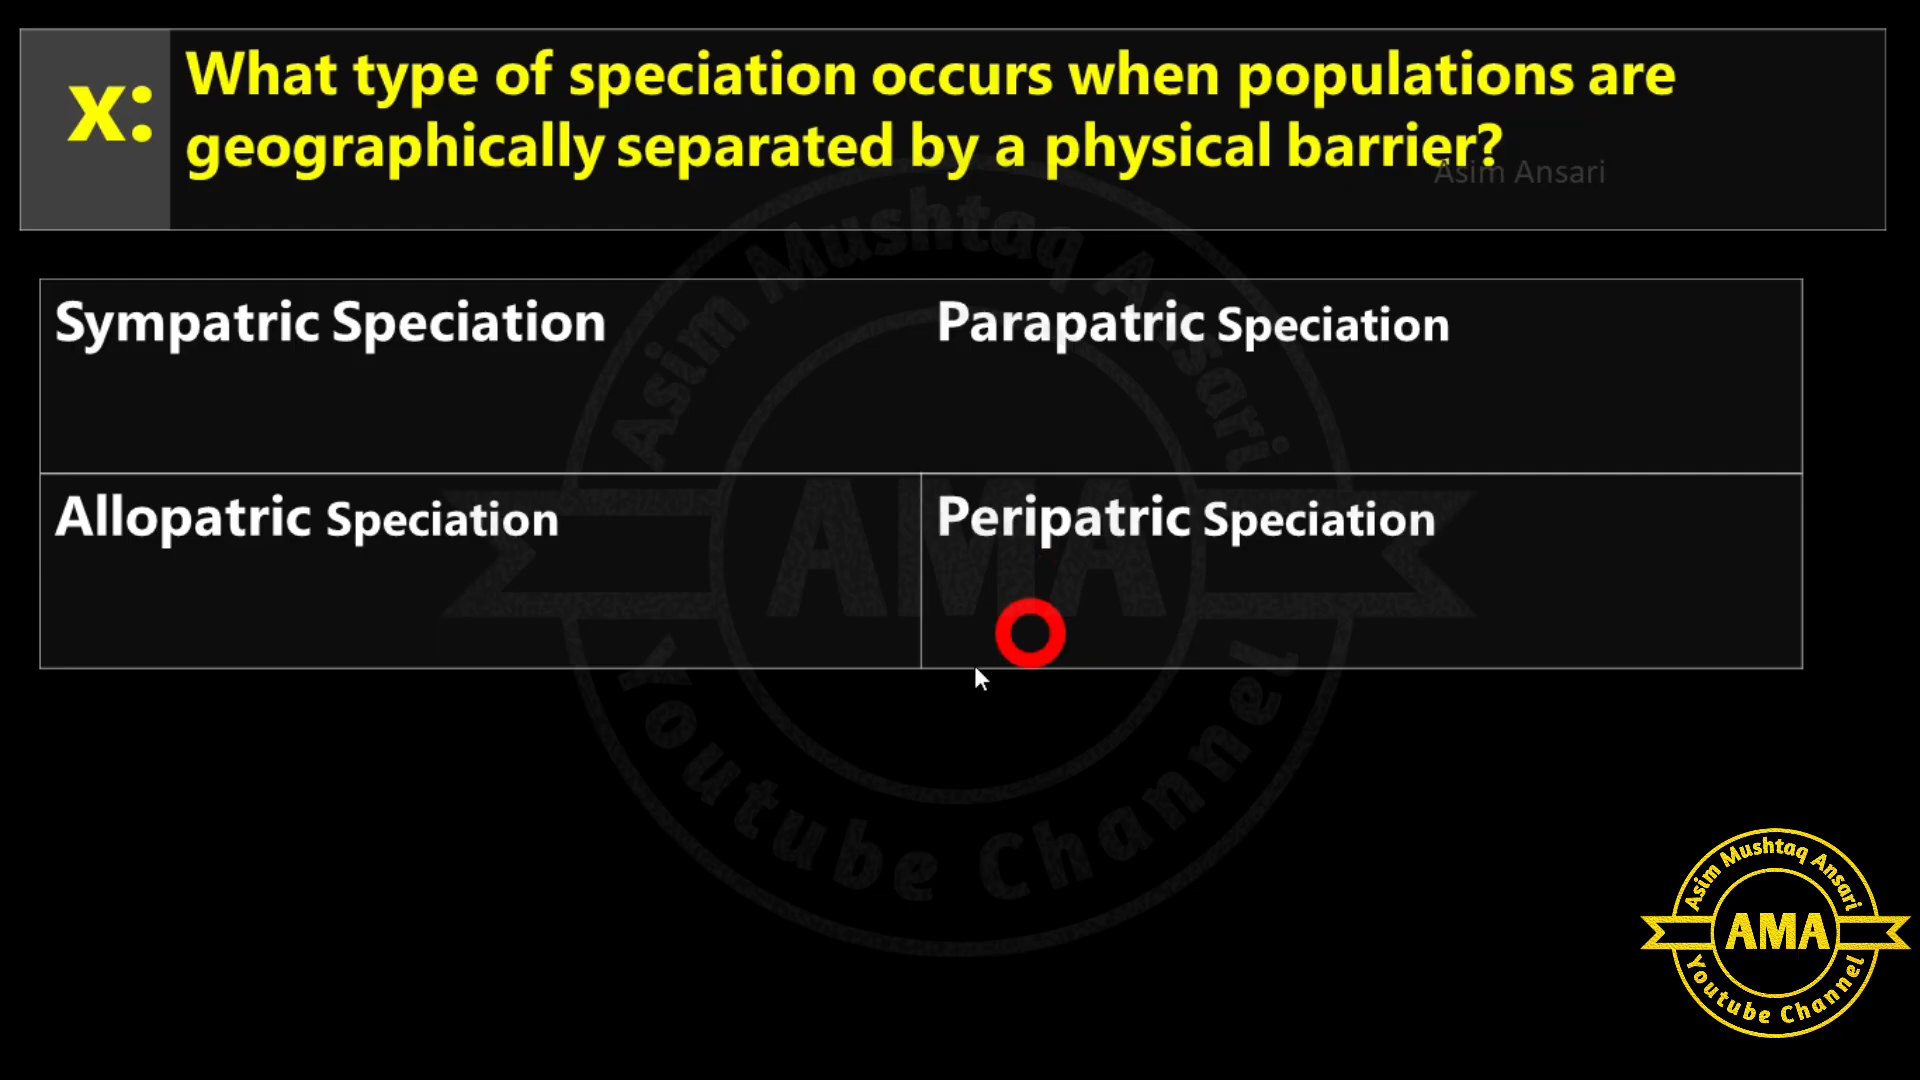 x:
What type of speciation occurs when populations are
geographically separated by a physical barrier?
Asim Ansari
Sympatric Speciation
Parapatric Speciation
Allopatric Speciation
Peripatric Speciation
Asim Mushtaq Ansari
AMA
Youtube Channel
Asim Mushtaq Ansari
AMA
Youtube Channel